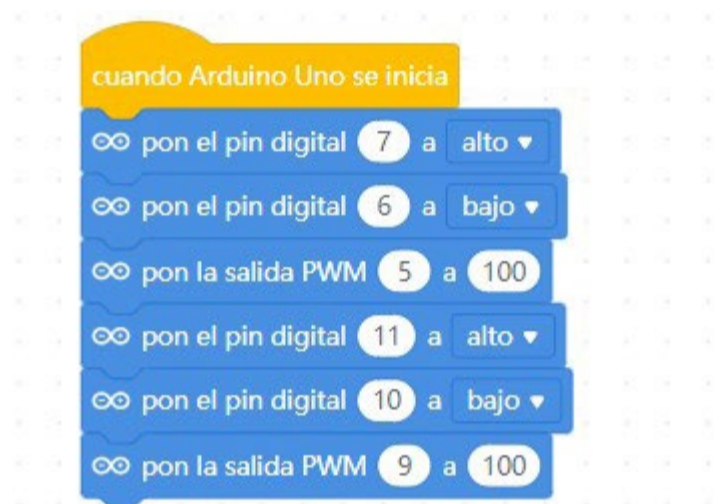 cuando Arduino Uno se inicia
pon el pin digital 7 a alto
pon el pin digital 6 a bajo
pon la salida PWM 5 a 100
pon el pin digital 11 a alto
pon el pin digital 10 a bajo
pon la salida PWM 9 a 100